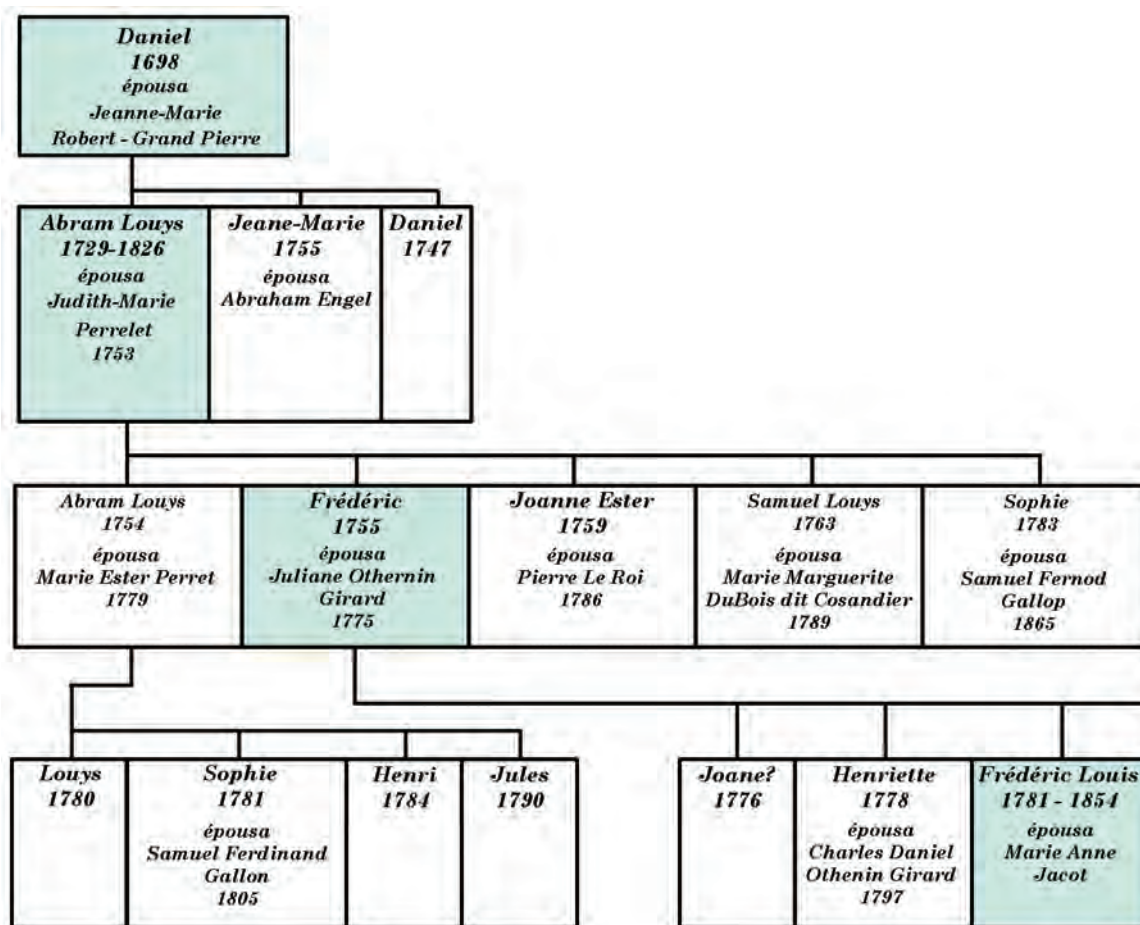 Daniel
1698
épousa
Jeanne-Marie
Robert - Grand Pierre
Abram Louys
1729-1826
épousa
Judith-Marie
Perrelet
1753
Jeane-Marie
1755
épousa
Abraham Engel
Daniel
1747
Abram Louys
1754
épousa
Marie Ester Perret
1779
Frédéric
1755
épousa
Juliane Othernin
Girard
1775
Joanne Ester
1759
épousa
Pierre Le Roi
1786
Samuel Louys
1763
épousa
Marie Marguerite
DuBois dit Cosandier
1789
Sophie
1783
épousa
Samuel Fernod
Gallop
1865
Louys
1780
Sophie
1781
épousa
Samuel Ferdinand
Gallon
1805
Henri
1784
Jules
1790
Joane?
1776
Henriette
1778
épousa
Charles Daniel
Othenin Girard
1797
Frédéric Louis
1781 - 1854
épousa
Marie Anne
Jacot